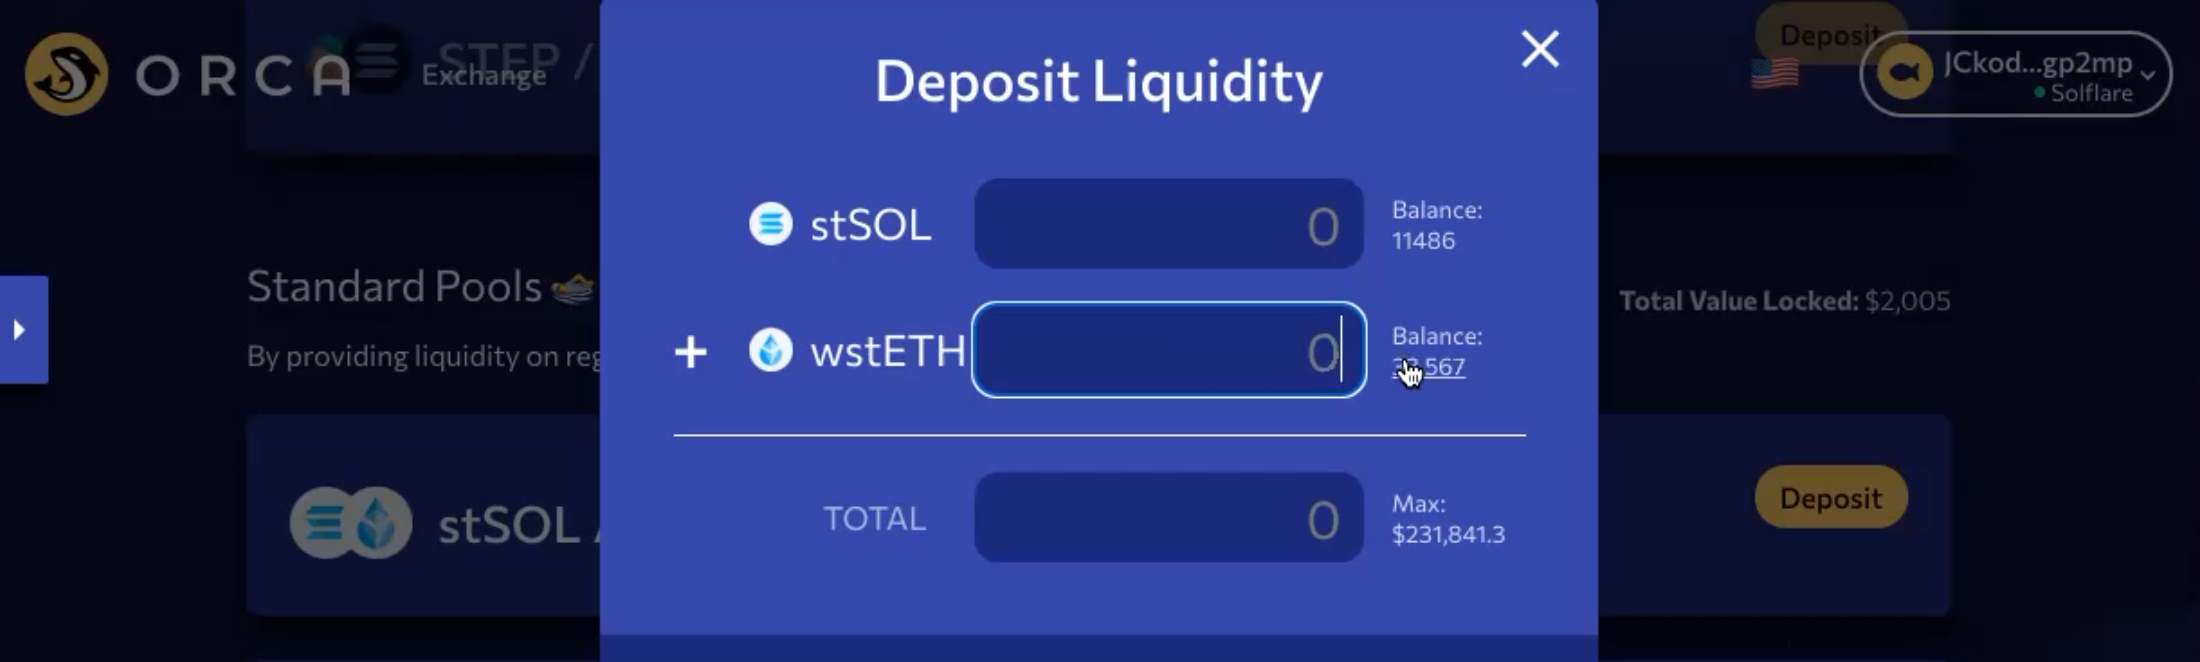 ORCA
Exchange
STEP /
Deposit
JCkod...gp2mp
Solflare
Deposit Liquidity
stSOL
0
Balance:
11486
+
wstETH
0
Balance:
567
TOTAL
0
Max:
$231,841.3
Standard Pools
Total Value Locked: $2,005
By providing liquidity on reg
stSOL /
Deposit